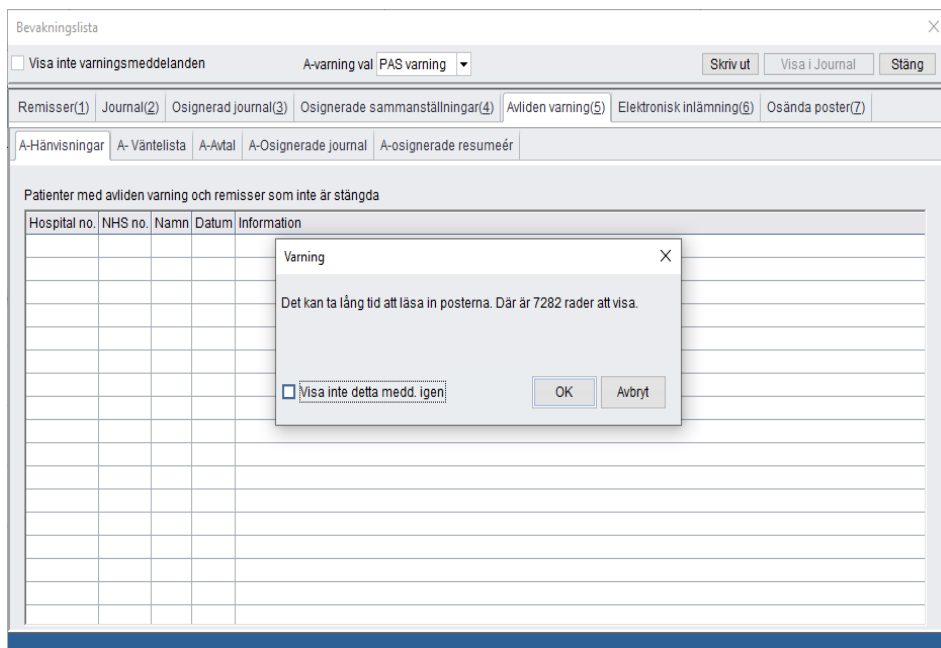 Bevakningslista
Visa inte varningsmeddelanden A-varning val PAS varning Skriv ut Visa i Journal Stäng
Remisser(1) Journal(2) Osignerad journal(3) Osignerade sammanställningar(4) Avliden varning(5) Elektronisk inlämning(6) Osända poster(7)
A-Hänvisningar A- Väntelista A-Avtal A-Osignerade journal A-osignerade resumeér
Patienter med avliden varning och remisser som inte är stängda
Hospital no. NHS no. Namn Datum Information
Varning
Det kan ta lång tid att läsa in posterna. Där är 7282 rader att visa.
Visa inte detta medd. igen OK Avbryt